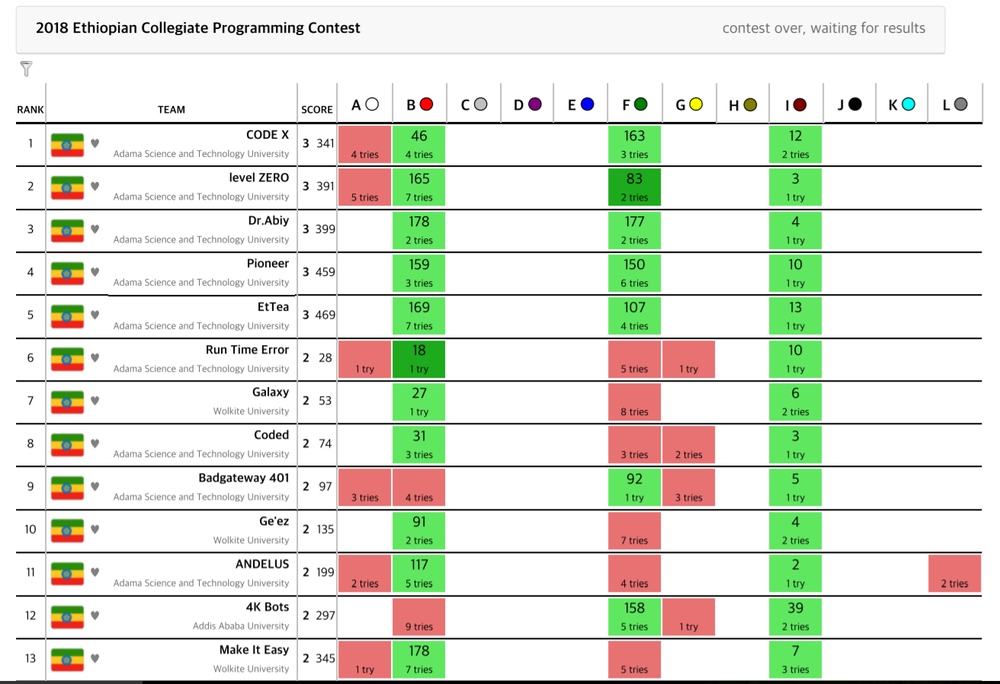 2018 Ethiopian Collegiate Programming Contest contest over, waiting for results
RANK TEAM SCORE A B C D E F G H I J K L
1 CODE X 3 341 46 163 12
Adama Science and Technology University 4 tries 4 tries 3 tries 2 tries
2 level ZERO 3 391 165 83 3
Adama Science and Technology University 5 tries 7 tries 2 tries 1 try
3 Dr.Abiy 3 399 178 177 4
Adama Science and Technology University 2 tries 2 tries 1 try
4 Pioneer 3 459 159 150 10
Adama Science and Technology University 3 tries 6 tries 1 try
5 EtTea 3 469 169 107 13
Adama Science and Technology University 7 tries 4 tries 1 try
6 Run Time Error 2 28 18 10
Adama Science and Technology University 1 try 1 try 5 tries 1 try 1 try
7 Galaxy 2 53 27 6
Wolkite University 1 try 8 tries 2 tries
8 Coded 2 74 31 3
Adama Science and Technology University 3 tries 3 tries 2 tries 1 try
9 Badgateway 401 2 97 92 5
Adama Science and Technology University 3 tries 4 tries 1 try 3 tries 1 try
10 Ge'ez 2 135 91 4
Wolkite University 2 tries 7 tries 2 tries
11 ANDELUS 2 199 117 2
Adama Science and Technology University 2 tries 5 tries 4 tries 1 try 2 tries
12 4K Bots 2 297 158 39
Addis Ababa University 9 tries 5 tries 1 try 2 tries
13 Make It Easy 2 345 178 7
Wolkite University 1 try 7 tries 5 tries 3 tries